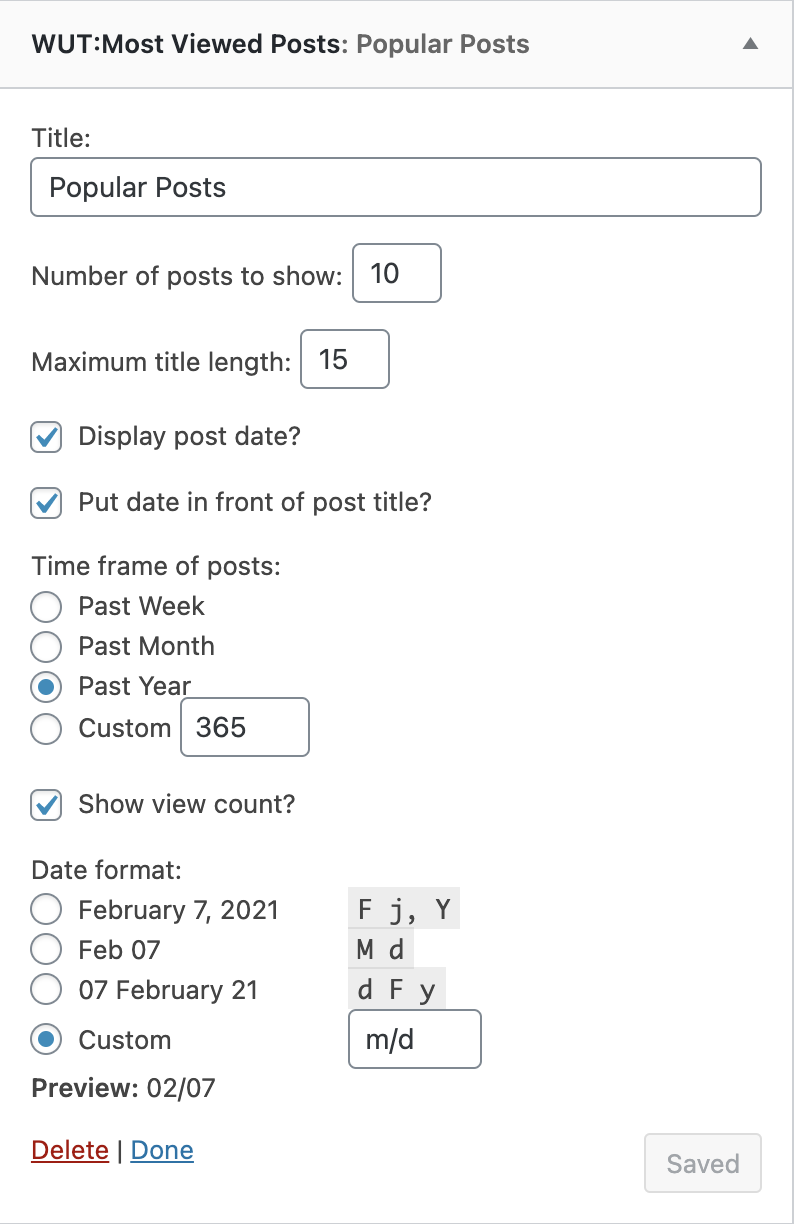 WUT:Most Viewed Posts: Popular Posts
Title:
Popular Posts
Number of posts to show: 10
Maximum title length: 15
Display post date?
Put date in front of post title?
Time frame of posts:
Past Week
Past Month
Past Year
Custom 365
Show view count?
Date format:
February 7, 2021 F j, Y
Feb 07 M d
07 February 21 d F y
Custom m/d
Preview: 02/07
Delete | Done Saved